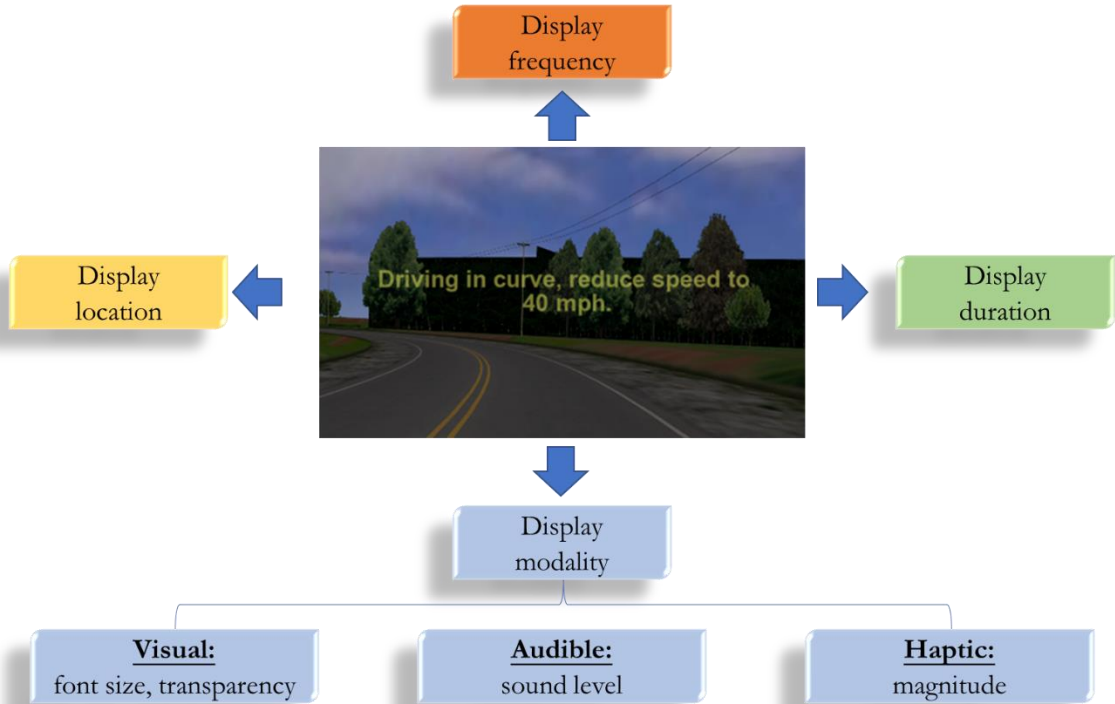 Display
frequency
Display
location
Driving in curve, reduce speed to
40 mph.
Display
duration
Display
modality
Visual:
font size, transparency
Audible:
sound level
Haptic:
magnitude